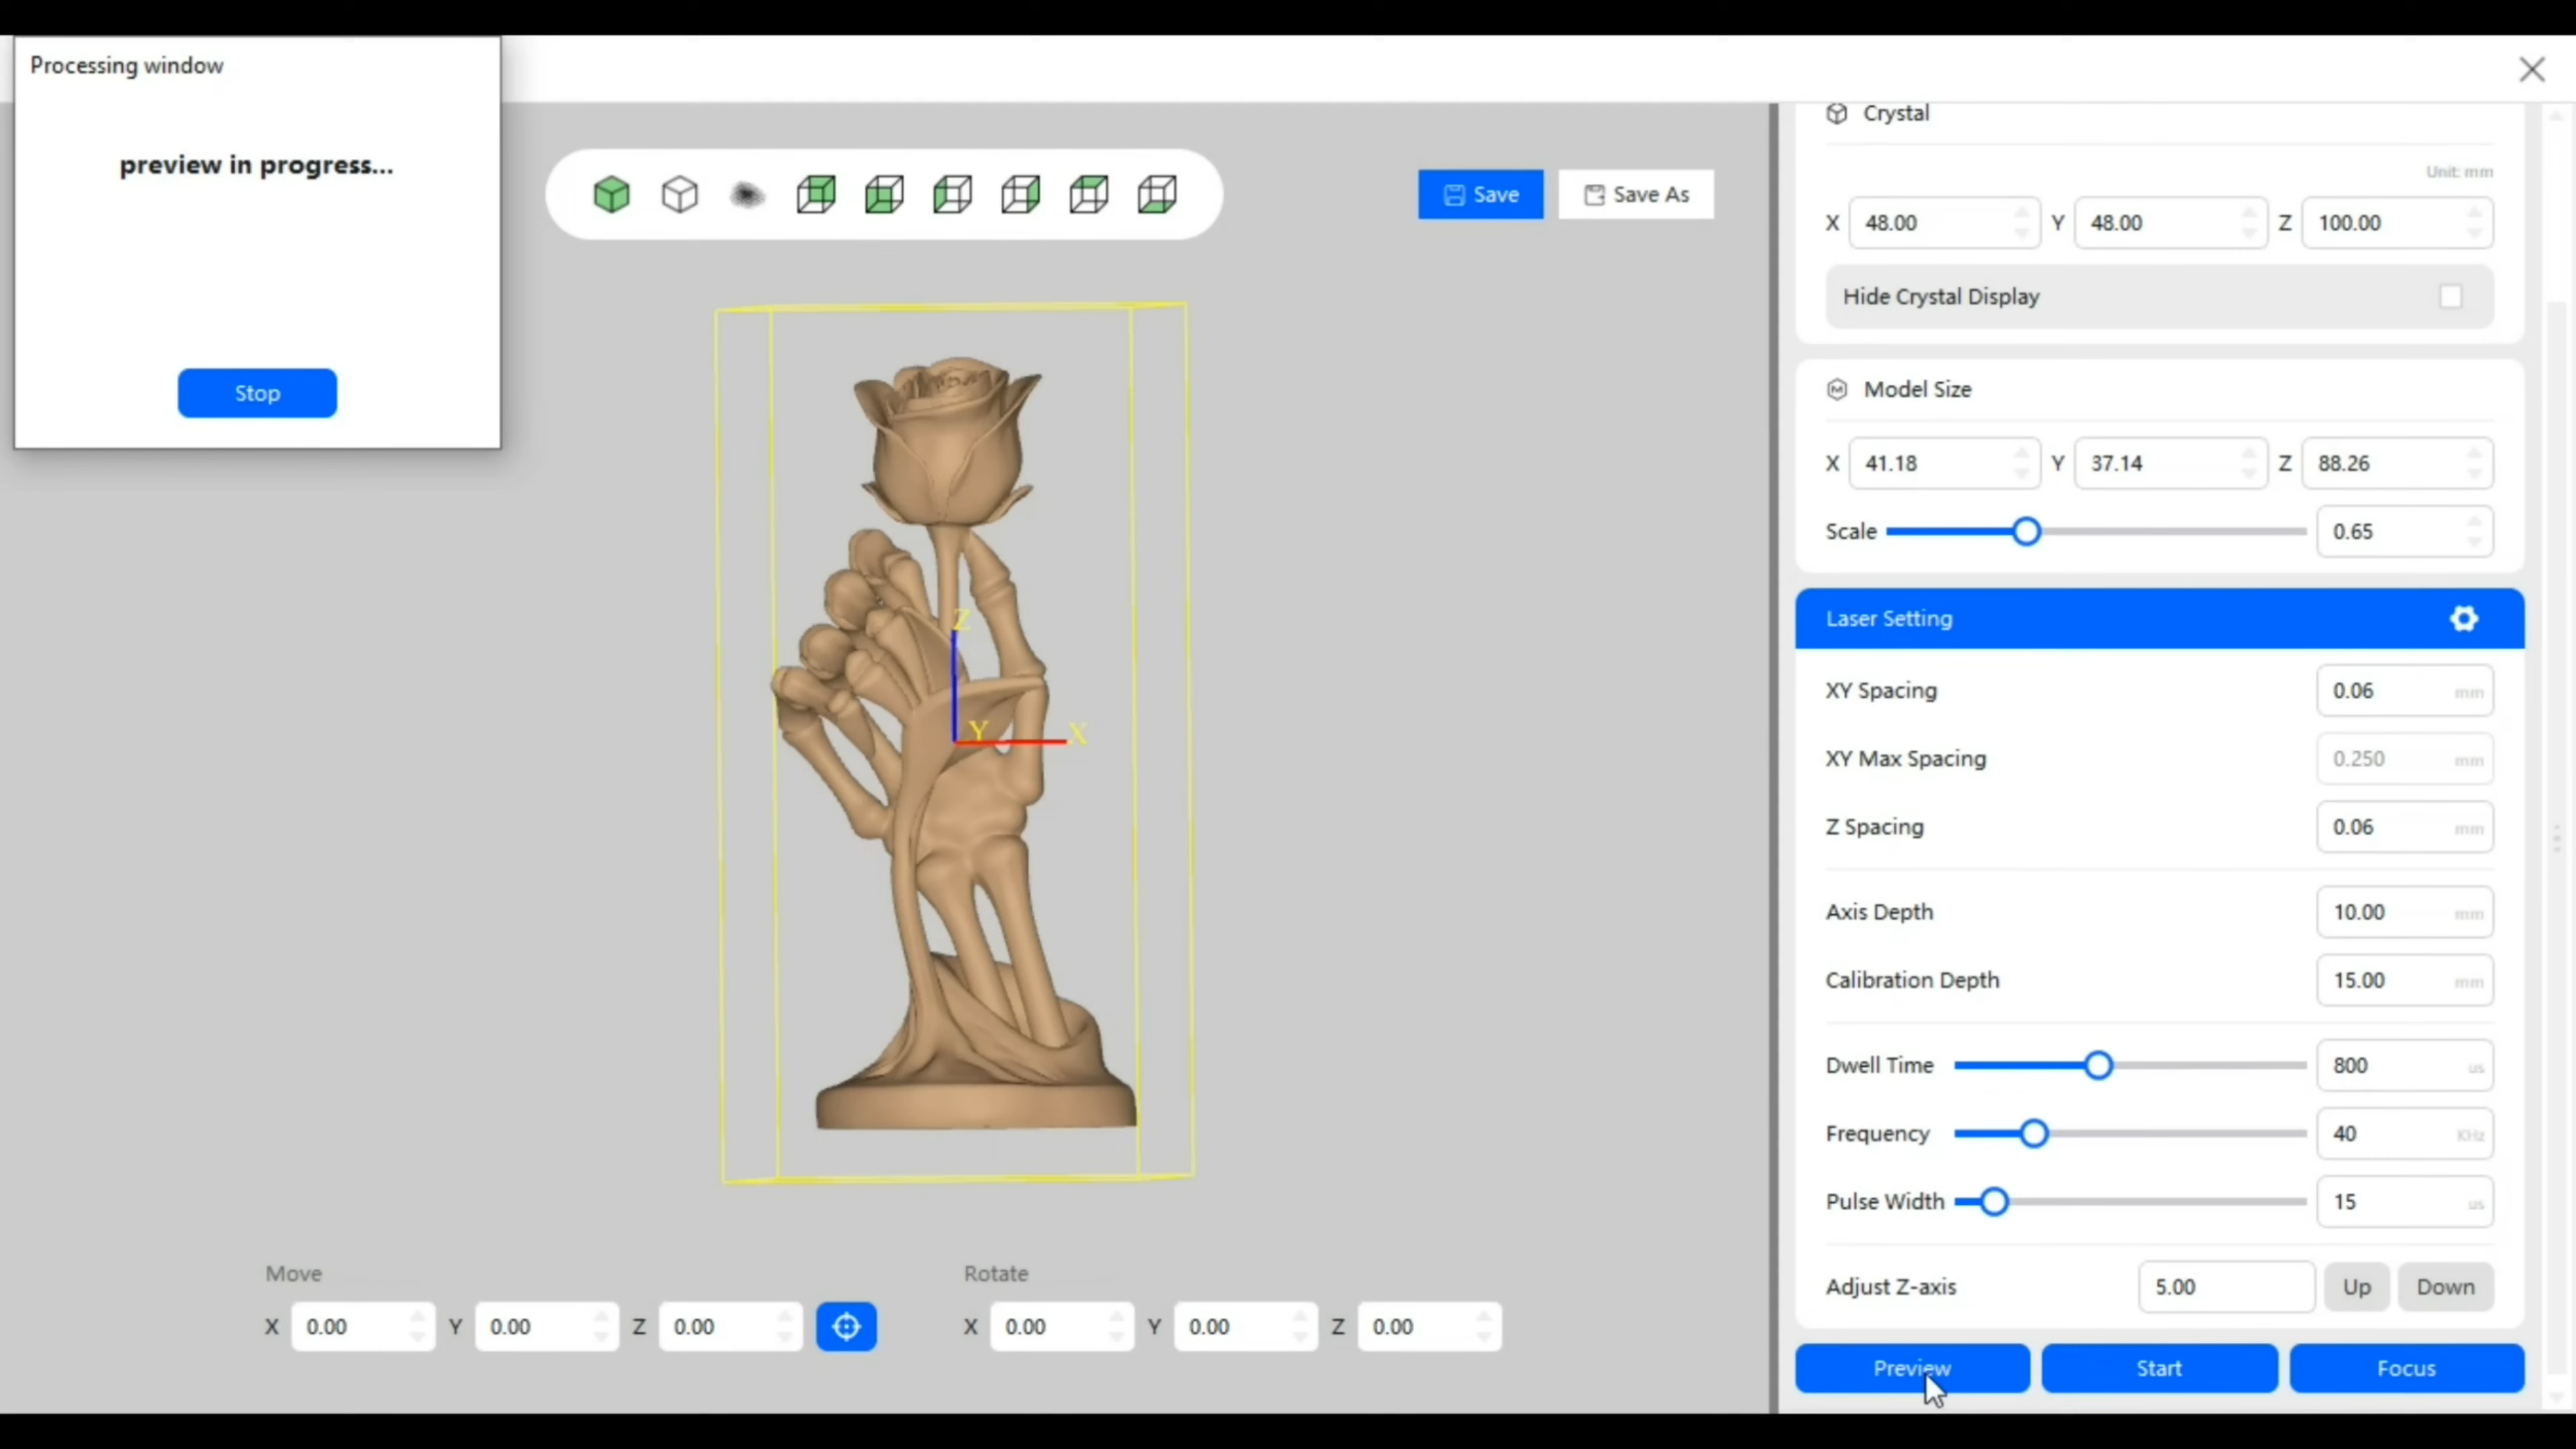 Processing window
preview in progress...
Stop
Save
Save As
Z
Y
X
Move
X 0.00 Y 0.00 Z 0.00
Rotate
X 0.00 Y 0.00 Z 0.00
Crystal
Unit: mm
X 48.00 Y 48.00 Z 100.00
Hide Crystal Display
Model Size
X 41.18 Y 37.14 Z 88.26
Scale 0.65
Laser Setting
XY Spacing 0.06 mm
XY Max Spacing 0.250 mm
Z Spacing 0.06 mm
Axis Depth 10.00 mm
Calibration Depth 15.00 mm
Dwell Time 800 us
Frequency 40 KHz
Pulse Width 15 us
Adjust Z-axis 5.00 Up Down
Preview Start Focus